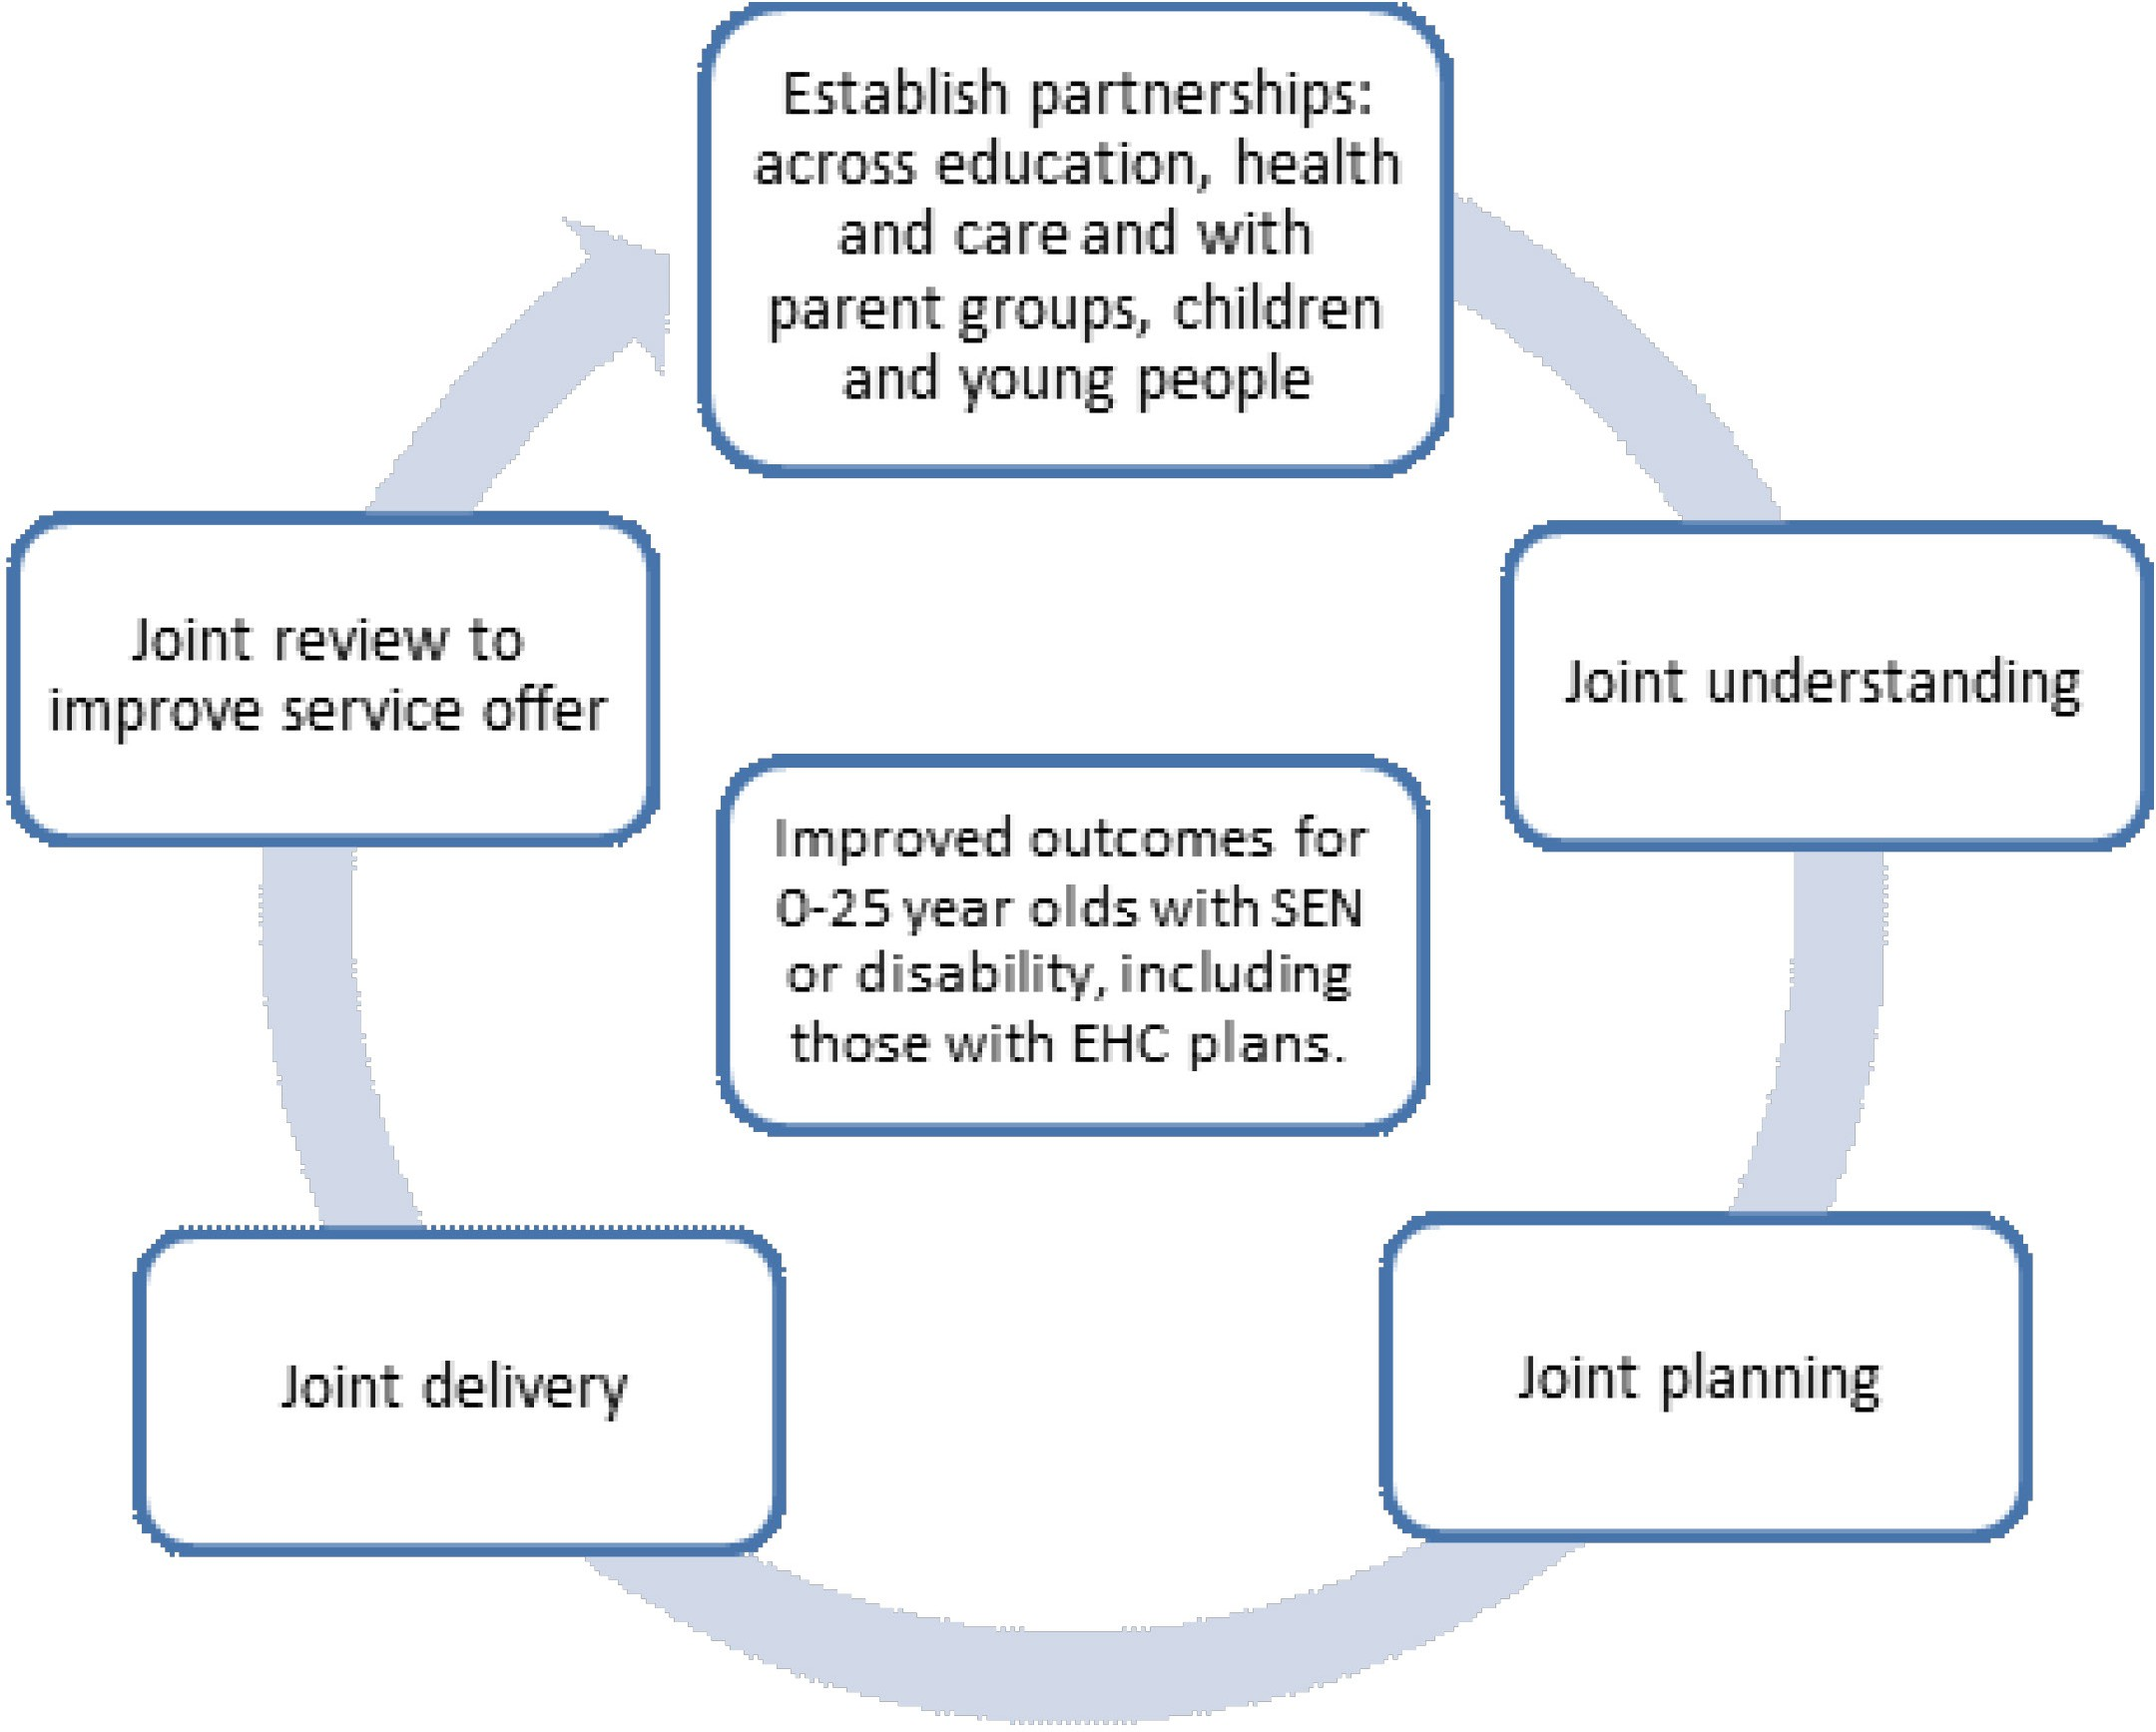 Establish partnerships:
across education, health
and care and with
parent groups, children
and young people
Joint understanding
Joint planning
Joint delivery
Joint review to
improve service offer
Improved outcomes for
0-25 year olds with SEN
or disability, including
those with EHC plans.